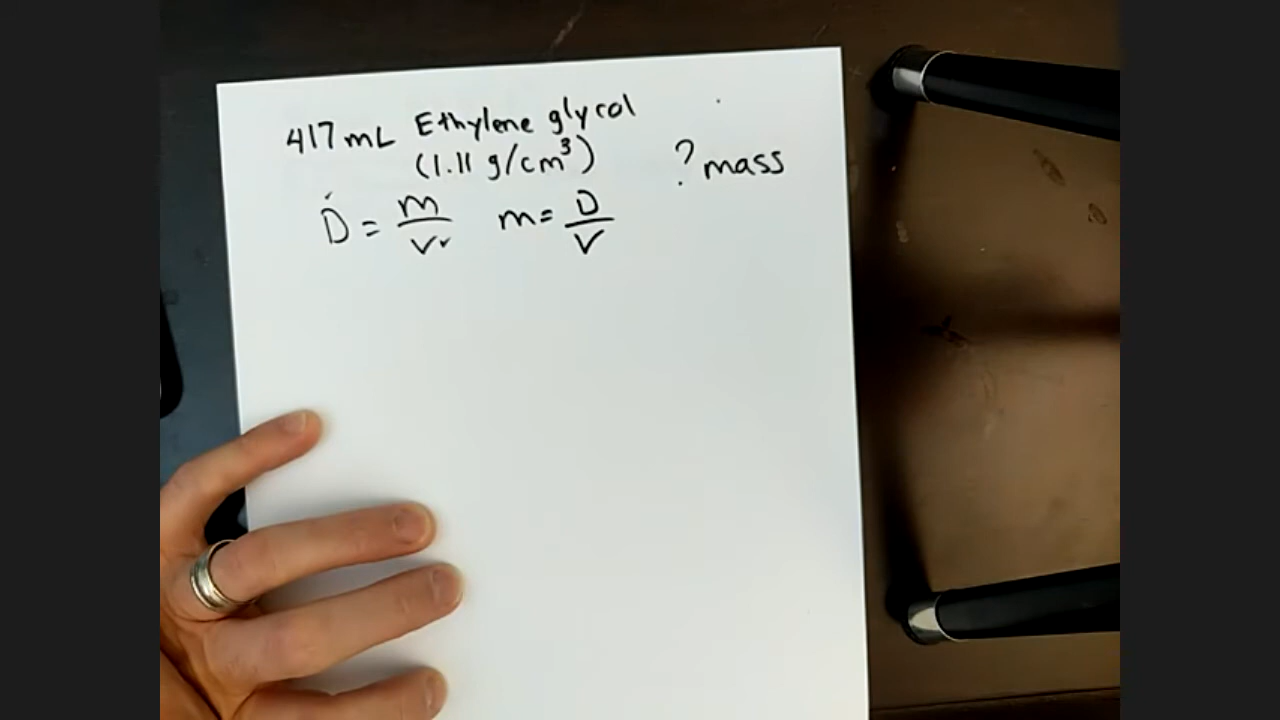 417 mL Ethylene glycol
(1.11 g/cm³) ? mass
D = m/V m = D/V